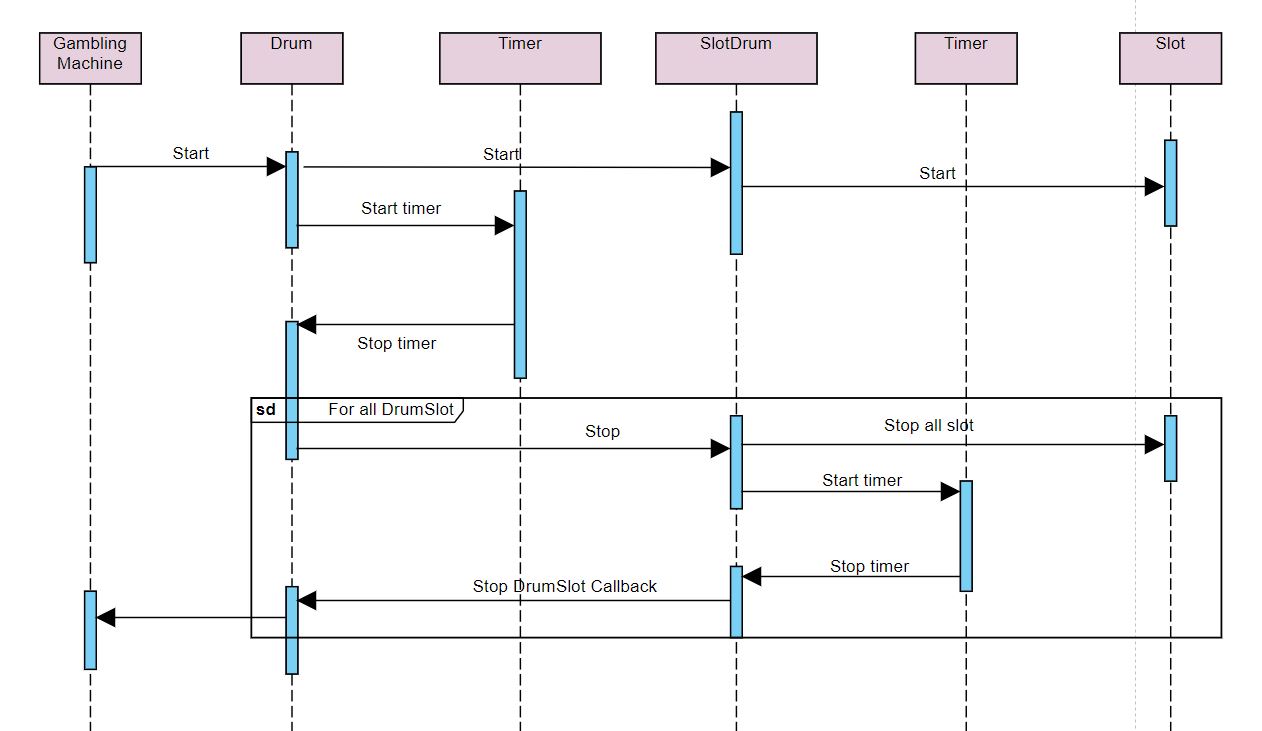 Gambling
Machine
Drum
Timer
SlotDrum
Timer
Slot
Start
Start
Start
Start timer
Stop timer
sd
For all DrumSlot
Stop
Stop all slot
Start timer
Stop timer
Stop DrumSlot Callback